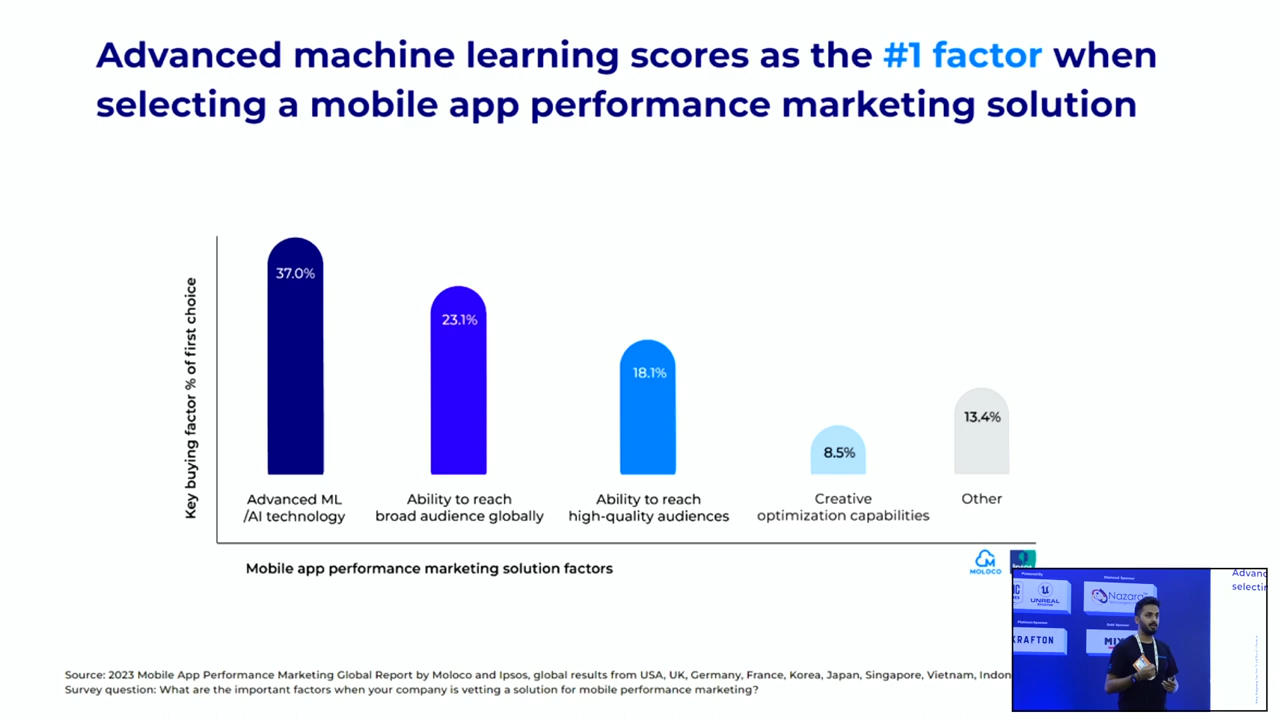 Advanced machine learning scores as the #1 factor when
selecting a mobile app performance marketing solution
Key buying factor % of first choice
37.0%
23.1%
18.1%
8.5%
13.4%
Advanced ML
/AI technology
Ability to reach
broad audience globally
Ability to reach
high-quality audiences
Creative
optimization capabilities
Other
Mobile app performance marketing solution factors
MOLOCO
Source: 2023 Mobile App Performance Marketing Global Report by Moloco and Ipsos, global results from USA, UK, Germany, France, Korea, Japan, Singapore, Vietnam, Indon
Survey question: What are the important factors when your company is vetting a solution for mobile performance marketing?
UNREAL
Diamond Sponsor
Nazara
Gold Sponsor
KRAFTON
MIX
Advanc
selectin